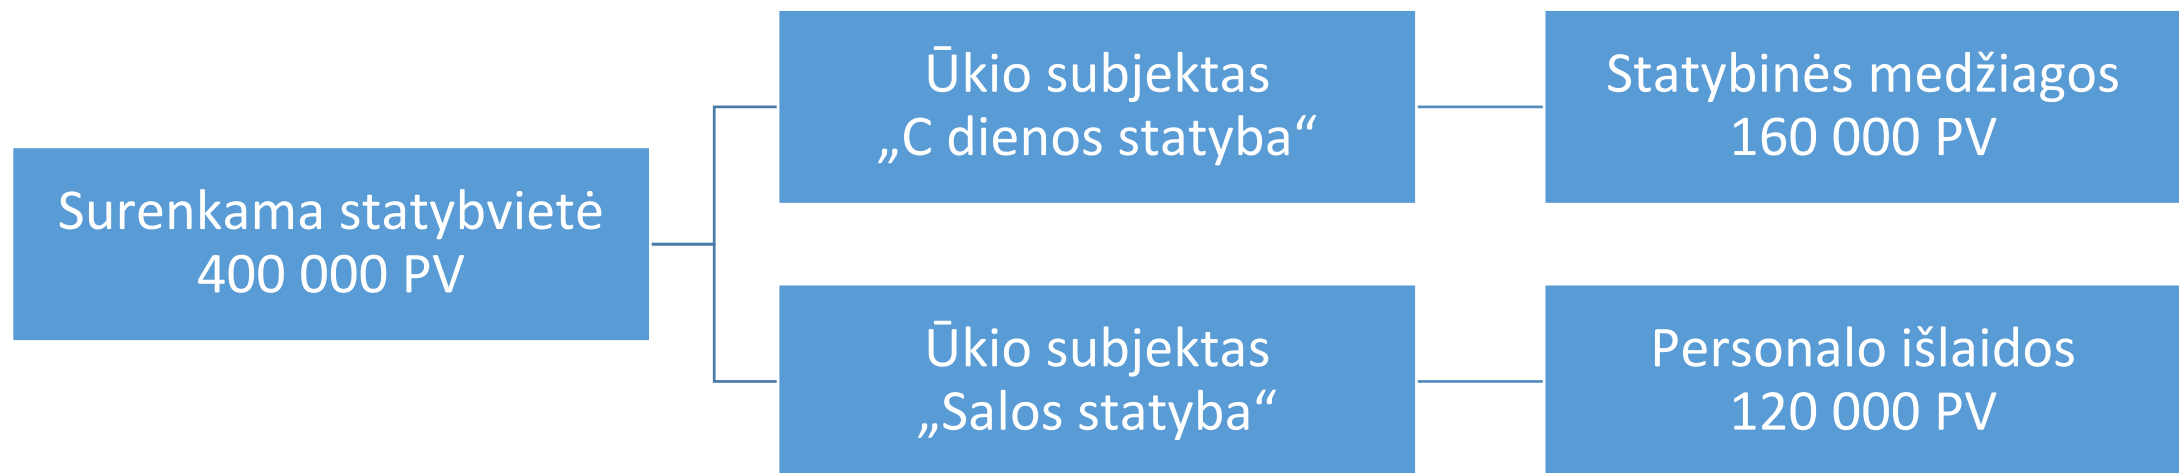 Surenkama statybvietė
400 000 PV
Ūkio subjektas
„C dienos statyba“
Statybinės medžiagos
160 000 PV
Ūkio subjektas
„Salos statyba“
Personalo išlaidos
120 000 PV